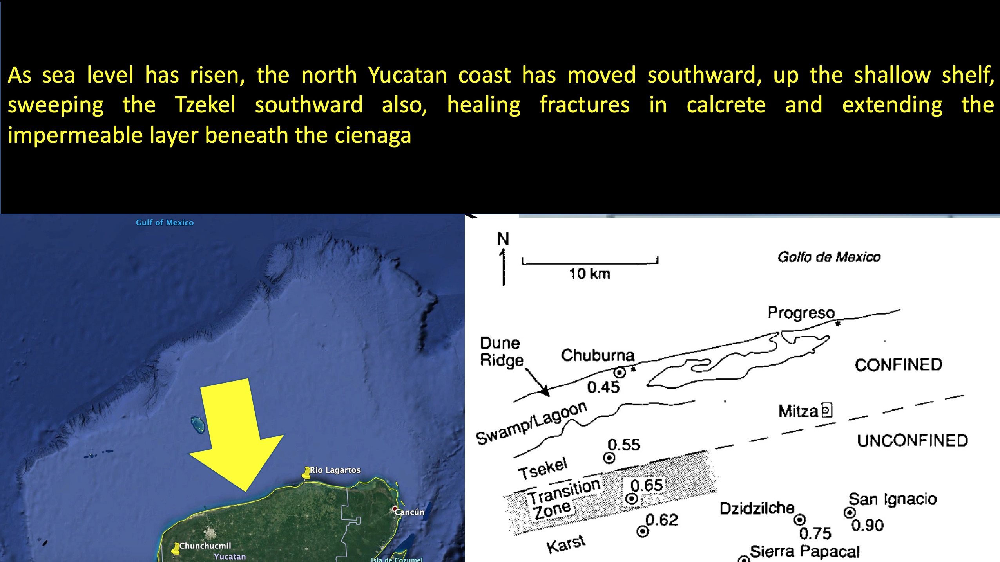 As sea level has risen, the north Yucatan coast has moved southward, up the shallow shelf,
sweeping the Tzekel southward also, healing fractures in calcrete and extending the
impermeable layer beneath the cienaga
Gulf of Mexico
Rio Lagartos
Cancún
Chunchucmil
Yucatan
Isla de Cozumel
N
10 km
Golfo de Mexico
Progreso
Dune
Ridge
Chuburna
0.45
CONFINED
Swamp/Lagoon
Mitza
UNCONFINED
0.55
Tsekel
Transition
Zone
0.65
0.62
Karst
Dzidzilche
0.75
San Ignacio
0.90
Sierra Papacal